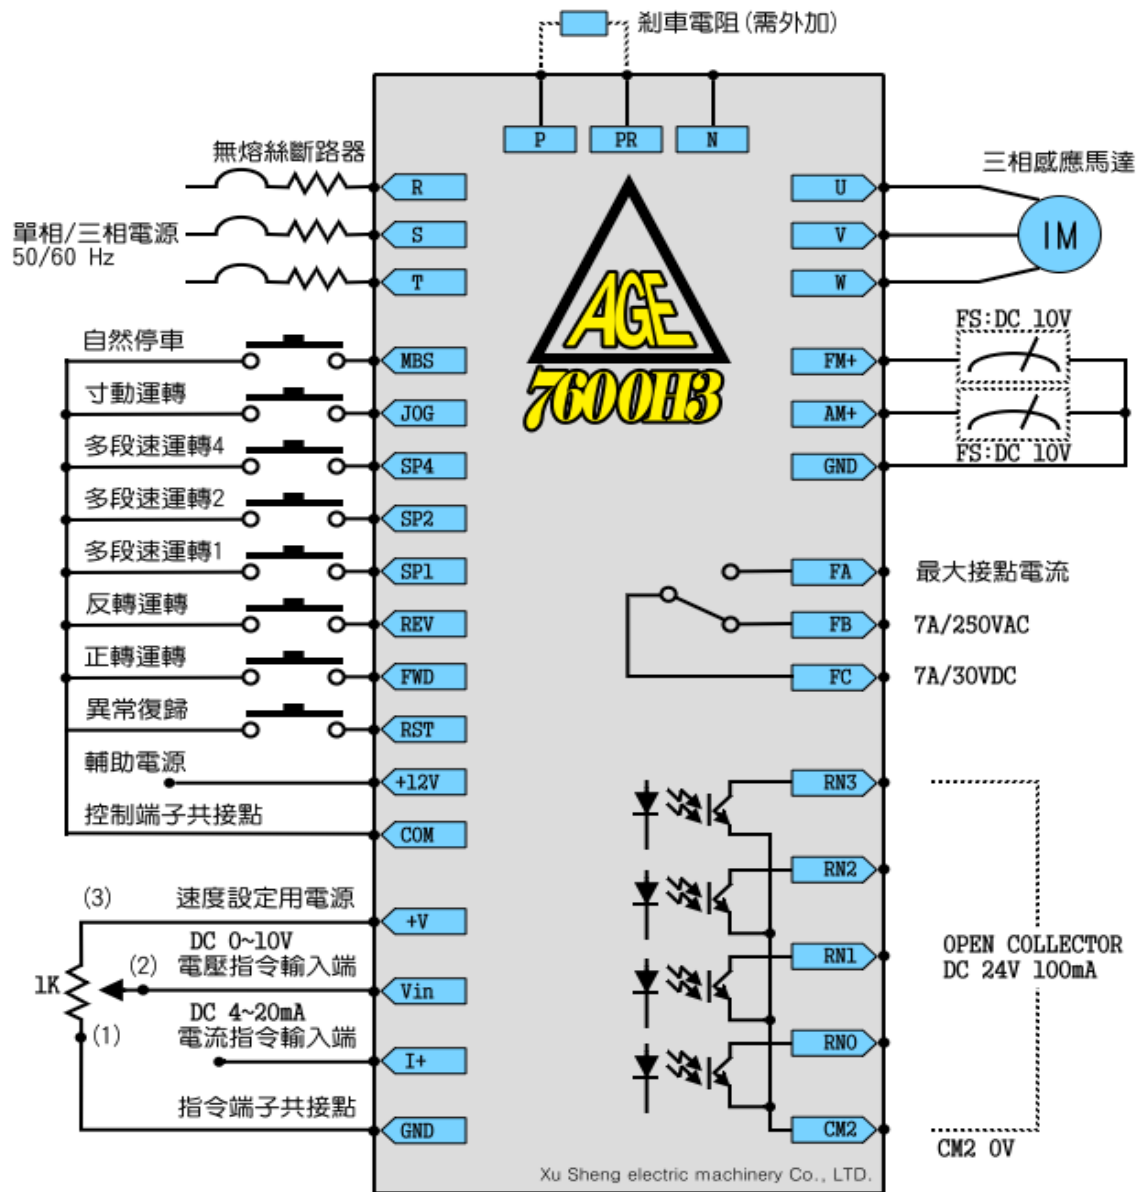 剎車電阻(需外加)
P
PR
N
無熔絲斷路器
三相感應馬達
單相/三相電源
50/60 Hz
R
S
T
U
V
W
IM
AGE
7600H3
自然停車
MBS
寸動運轉
JOG
多段速運轉4
SP4
多段速運轉2
SP2
多段速運轉1
SP1
反轉運轉
REV
正轉運轉
FWD
異常復歸
RST
輔助電源
+12V
控制端子共接點
COM
(3)
速度設定用電源
+V
DC 0~10V
(2)
電壓指令輸入端
1K
Vin
DC 4~20mA
(1)
電流指令輸入端
I+
指令端子共接點
GND
FS:DC 10V
FM+
AM+
FS:DC 10V
GND
FA
最大接點電流
FB
7A/250VAC
FC
7A/30VDC
RN3
RN2
RN1
OPEN COLLECTOR
DC 24V 100mA
RN0
CM2
CM2 0V
Xu Sheng electric machinery Co., LTD.